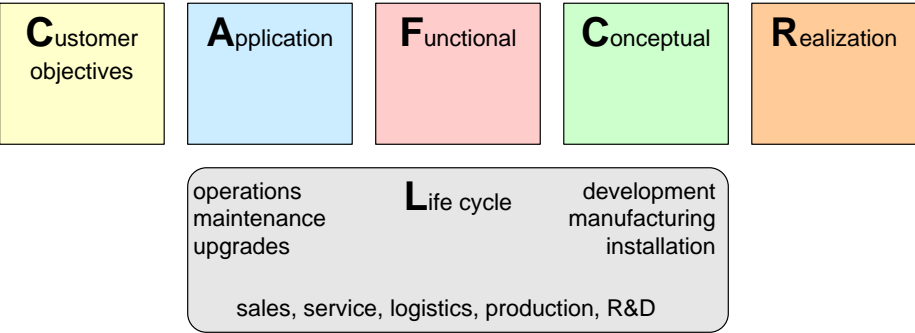 Customer
objectives
Application
Functional
Conceptual
Realization
operations
maintenance
upgrades
Life cycle
development
manufacturing
installation
sales, service, logistics, production, R&D